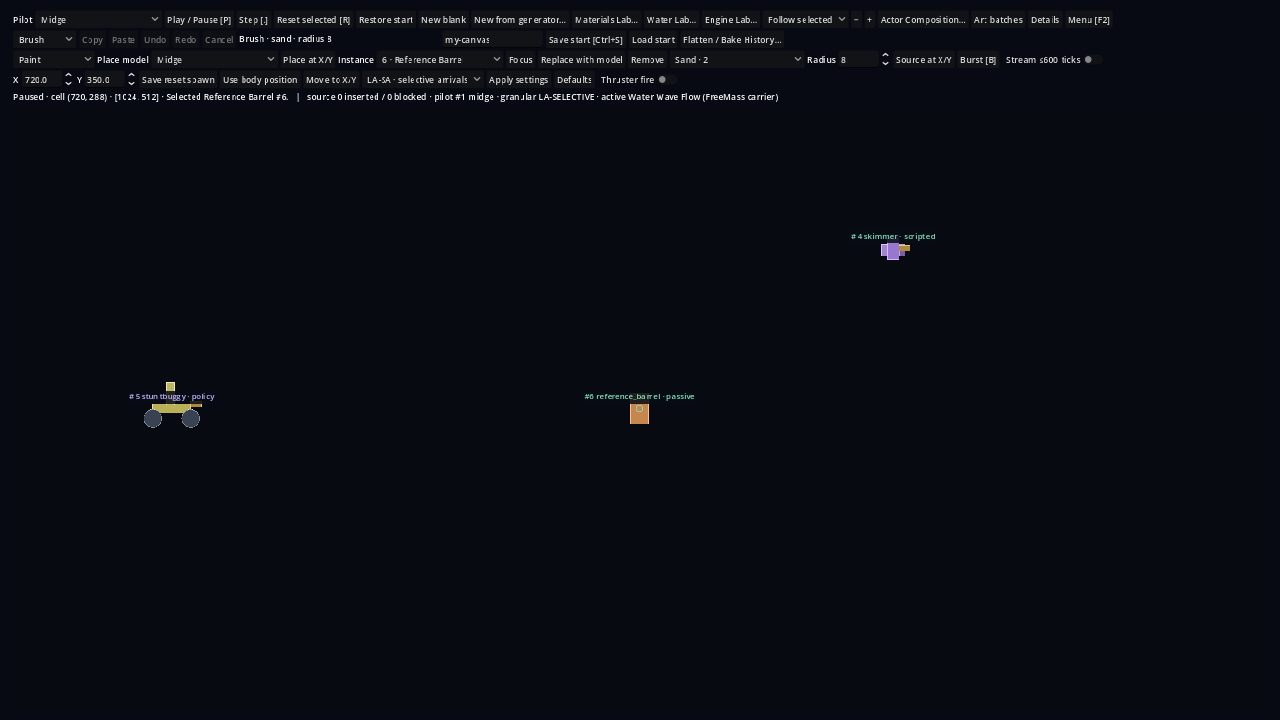 Pilot Midge Play / Pause [P] Step [.] Reset selected [R] Restore start New blank New from generator... Materials Lab... Water Lab... Engine Lab... Follow selected − + Actor Composition... Art batches Details Menu [F2]
Brush Copy Paste Undo Redo Cancel Brush · sand · radius 8 my-canvas Save start [Ctrl+S] Load start Flatten / Bake History...
Paint Place model Midge Place at X/Y Instance 6 · Reference Barre Focus Replace with model Remove Sand · 2 Radius 8 Source at X/Y Burst [B] Stream ≤600 ticks
X 720.0 Y 350.0 Save reset spawn Use body position Move to X/Y LA-SA · selective arrivals Apply settings Defaults Thruster fire
Paused · cell (720, 288) · [1024, 512] · Selected Reference Barrel #6. | source 0 inserted / 0 blocked · pilot #1 midge · granular LA-SELECTIVE · active Water Wave Flow (FreeMass carrier)
#4 skimmer · scripted
#5 stuntbuggy · policy
#6 reference_barrel · passive